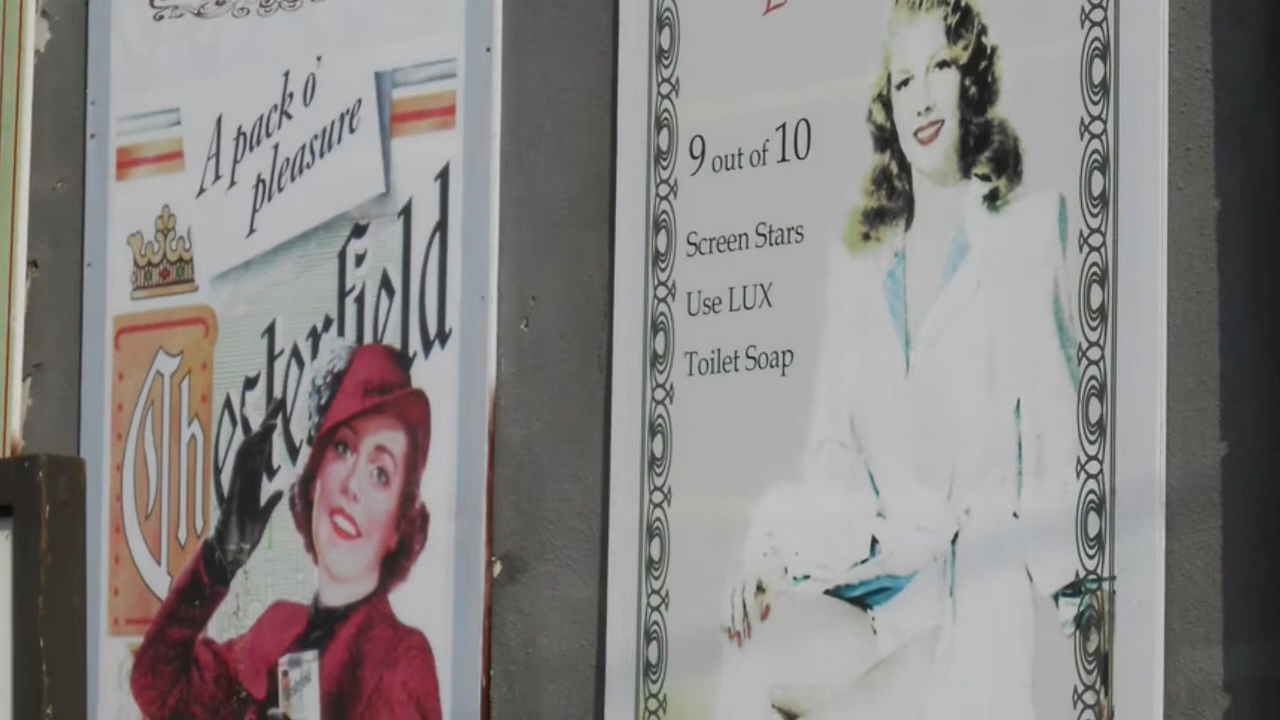 A pack o'
pleasure
Chesterfield
9 out of 10
Screen Stars
Use LUX
Toilet Soap